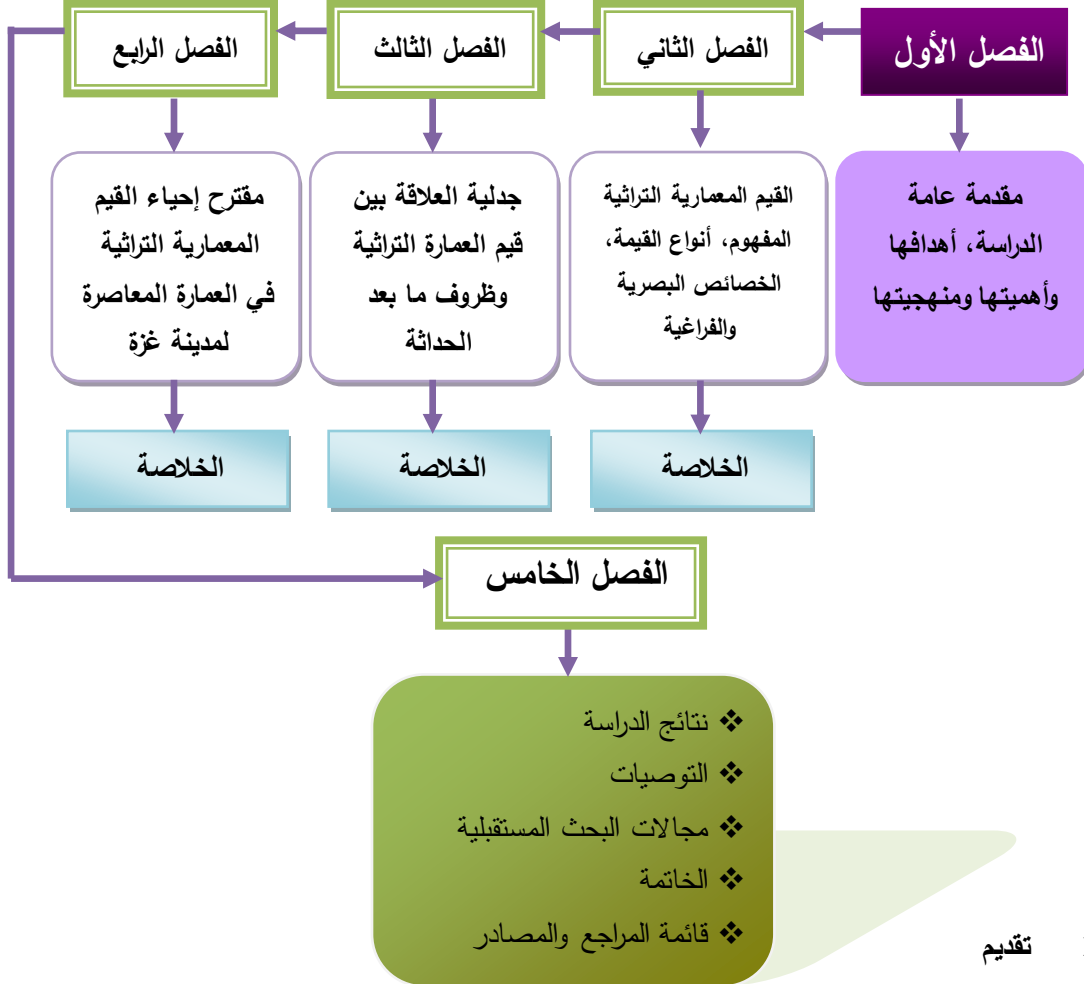 الفصل الأول
الفصل الثاني
الفصل الثالث
الفصل الرابع
مقدمة عامة
الدراسة، أهدافها
وأهميتها ومنهجيتها
القيم المعمارية التراثية
المفهوم، أنواع القيمة،
الخصائص البصرية
والفراغية
جدلية العلاقة بين
قيم العمارة التراثية
وظروف ما بعد
الحداثة
مقترح إحياء القيم
المعمارية التراثية
في العمارة المعاصرة
لمدينة غزة
الخلاصة
الخلاصة
الخلاصة
الفصل الخامس
❖ نتائج الدراسة
❖ التوصيات
❖ مجالات البحث المستقبلية
❖ الخاتمة
❖ قائمة المراجع والمصادر
تقديم